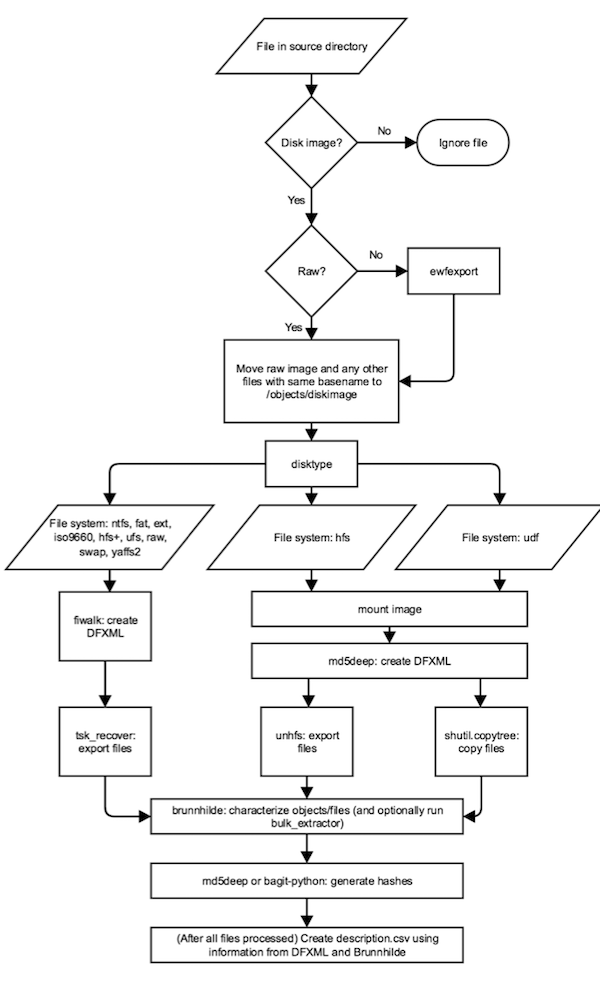 File in source directory
Disk image?
No
Ignore file
Yes
Raw?
No
ewfexport
Yes
Move raw image and any other
files with same basename to
/objects/diskimage
disktype
File system: ntfs, fat, ext,
iso9660, hfs+, ufs, raw,
swap, yaffs2
File system: hfs
File system: udf
fiwalk: create
DFXML
mount image
md5deep: create DFXML
tsk_recover:
export files
unhfs: export
files
shutil.copytree:
copy files
brunnhilde: characterize objects/files (and optionally run
bulk_extractor)
md5deep or bagit-python: generate hashes
(After all files processed) Create description.csv using
information from DFXML and Brunnhilde